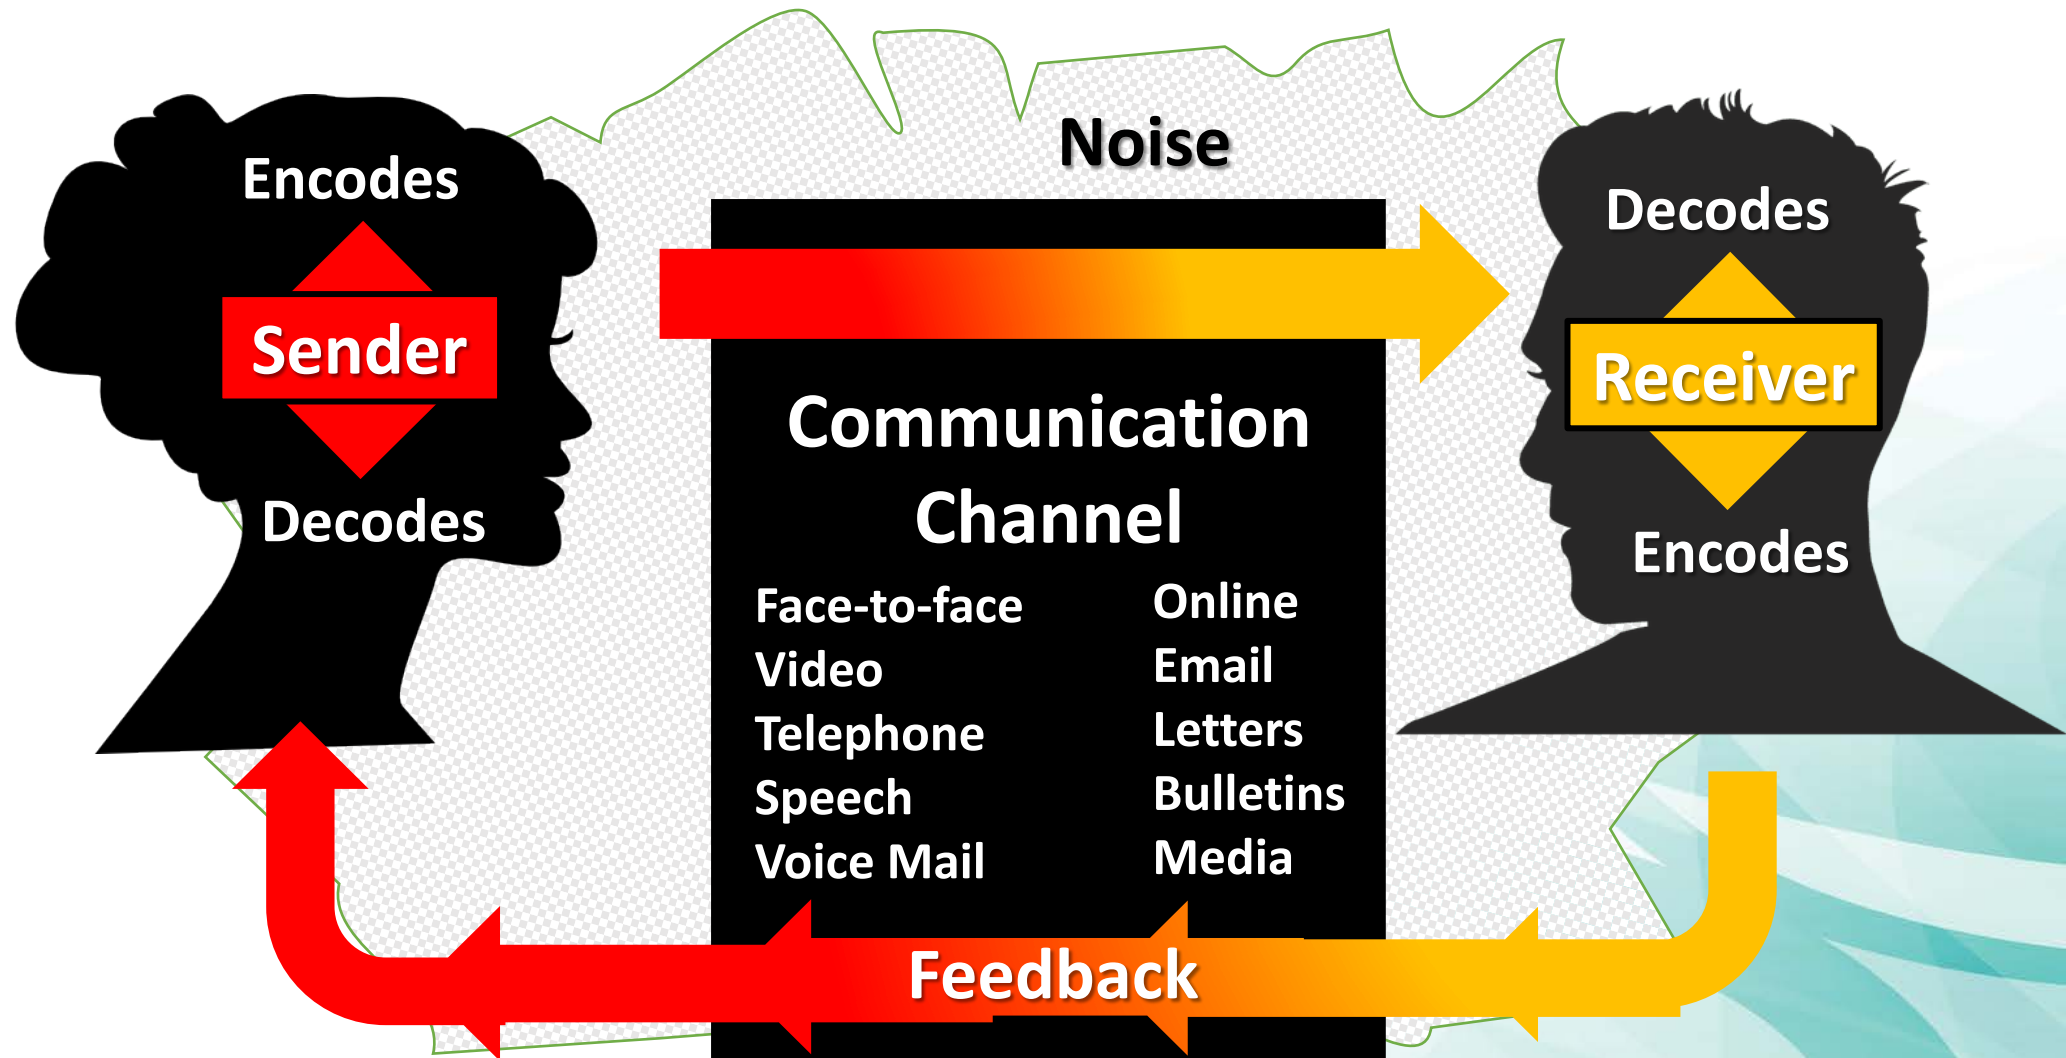 Noise
Encodes
Sender
Decodes
Communication
Channel
Face-to-face
Video
Telephone
Speech
Voice Mail
Online
Email
Letters
Bulletins
Media
Decodes
Receiver
Encodes
Feedback